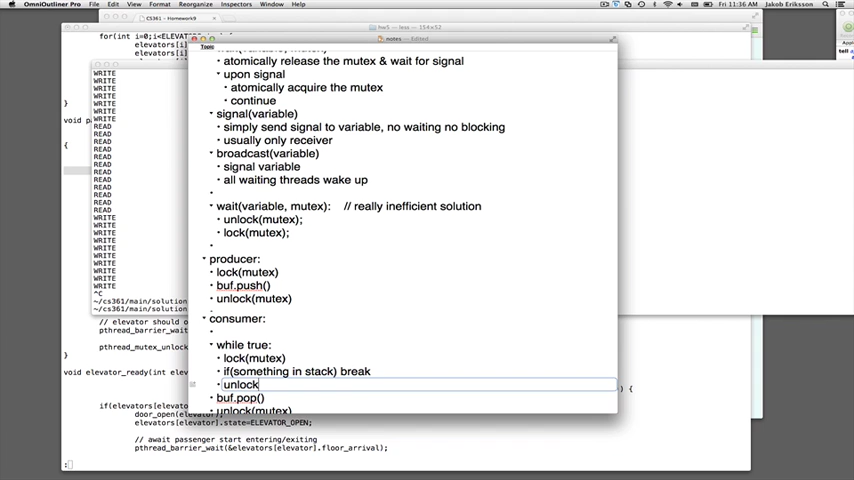 OmniOutliner Pro File Edit View Format Reorganize Inspectors Window Help Fri 11:36 AM Jakob Eriksson
CS361 – Homework9
hw5 — less — 154×52
for(int i=0;i<ELEVATOR
elevators[i]
elevators[i]
notes — Edited
Topic
}
void p
{
WRITE
WRITE
WRITE
WRITE
WRITE
WRITE
WRITE
READ
READ
READ
READ
READ
READ
READ
READ
READ
READ
READ
READ
WRITE
WRITE
WRITE
WRITE
WRITE
WRITE
WRITE
WRITE
WRITE
WRITE
^C
~/cs361/main/solution
~/cs361/main/solution
atomically release the mutex & wait for signal
upon signal
atomically acquire the mutex
continue
signal(variable)
simply send signal to variable, no waiting no blocking
usually only receiver
broadcast(variable)
signal variable
all waiting threads wake up
wait(variable, mutex): // really inefficient solution
unlock(mutex);
lock(mutex);
producer:
lock(mutex)
buf.push()
unlock(mutex)
consumer:
while true:
lock(mutex)
if(something in stack) break
unlock
buf.pop()
unlock(mutex)
// elevator should o
pthread_barrier_wait
pthread_mutex_unlock
}
void elevator_ready(int ele
) {
if(elevators[elevato
door_open(elevator);
elevators[elevator].state=ELEVATOR_OPEN;
// await passenger start entering/exiting
pthread_barrier_wait(&elevators[elevator].floor_arrival);
: